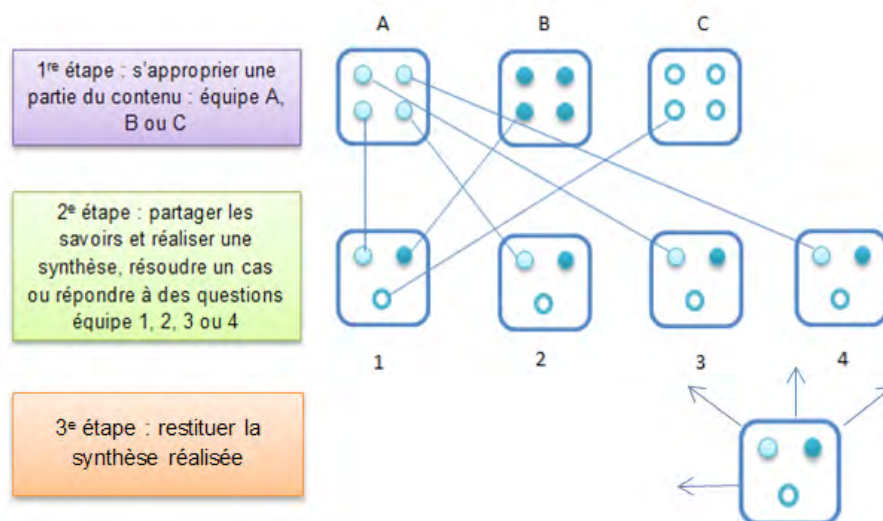 A B C
1re étape : s'approprier une
partie du contenu : équipe A,
B ou C
2e étape : partager les
savoirs et réaliser une
synthèse, résoudre un cas
ou répondre à des questions
équipe 1, 2, 3 ou 4
1 2 3 4
3e étape : restituer la
synthèse réalisée